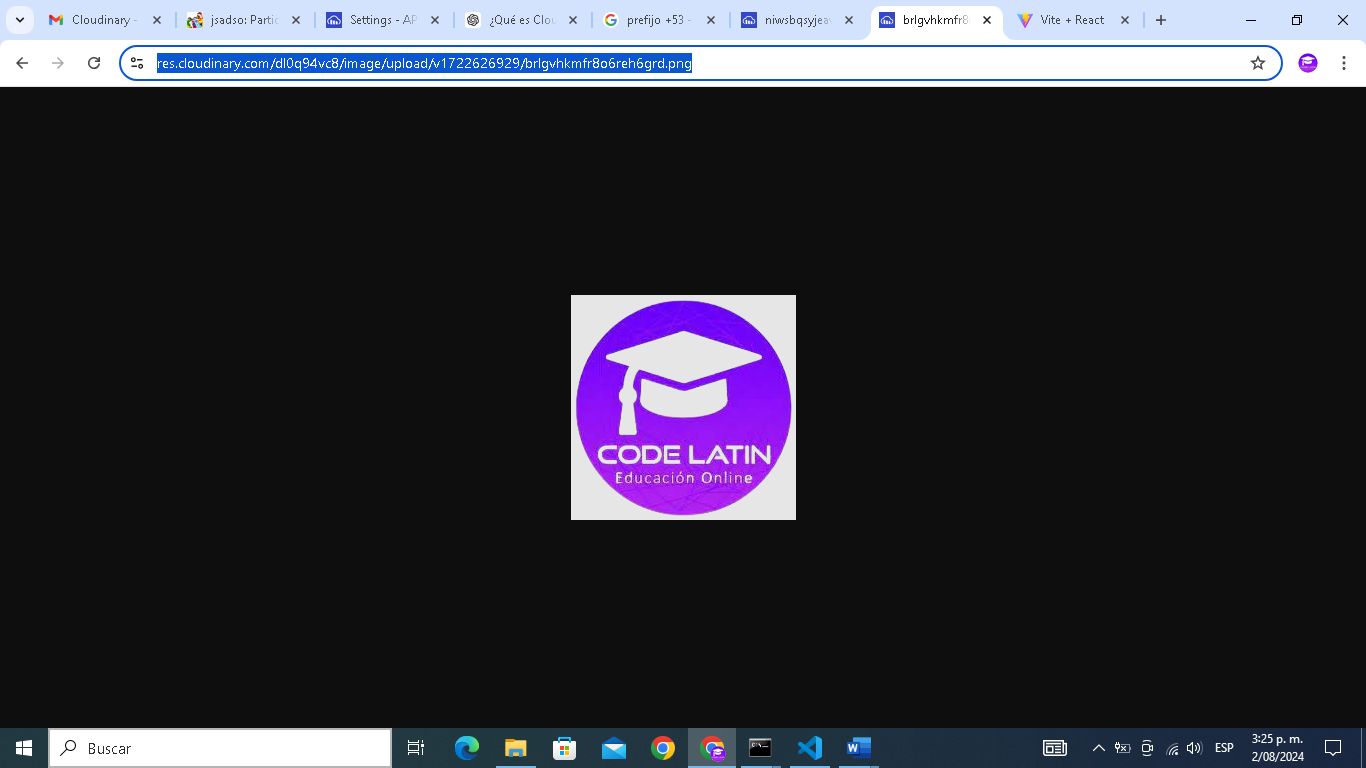 Cloudinary -
jsadso: Partic
Settings - AP
¿Qué es Clou
prefijo +53 -
niwsbqsyjea
brlgvhkmfr8
Vite + React
res.cloudinary.com/dl0q94vc8/image/upload/v1722626929/brlgvhkmfr8o6reh6grd.png
CODE LATIN
Educación Online
Buscar
ESP
3:25 p. m.
2/08/2024